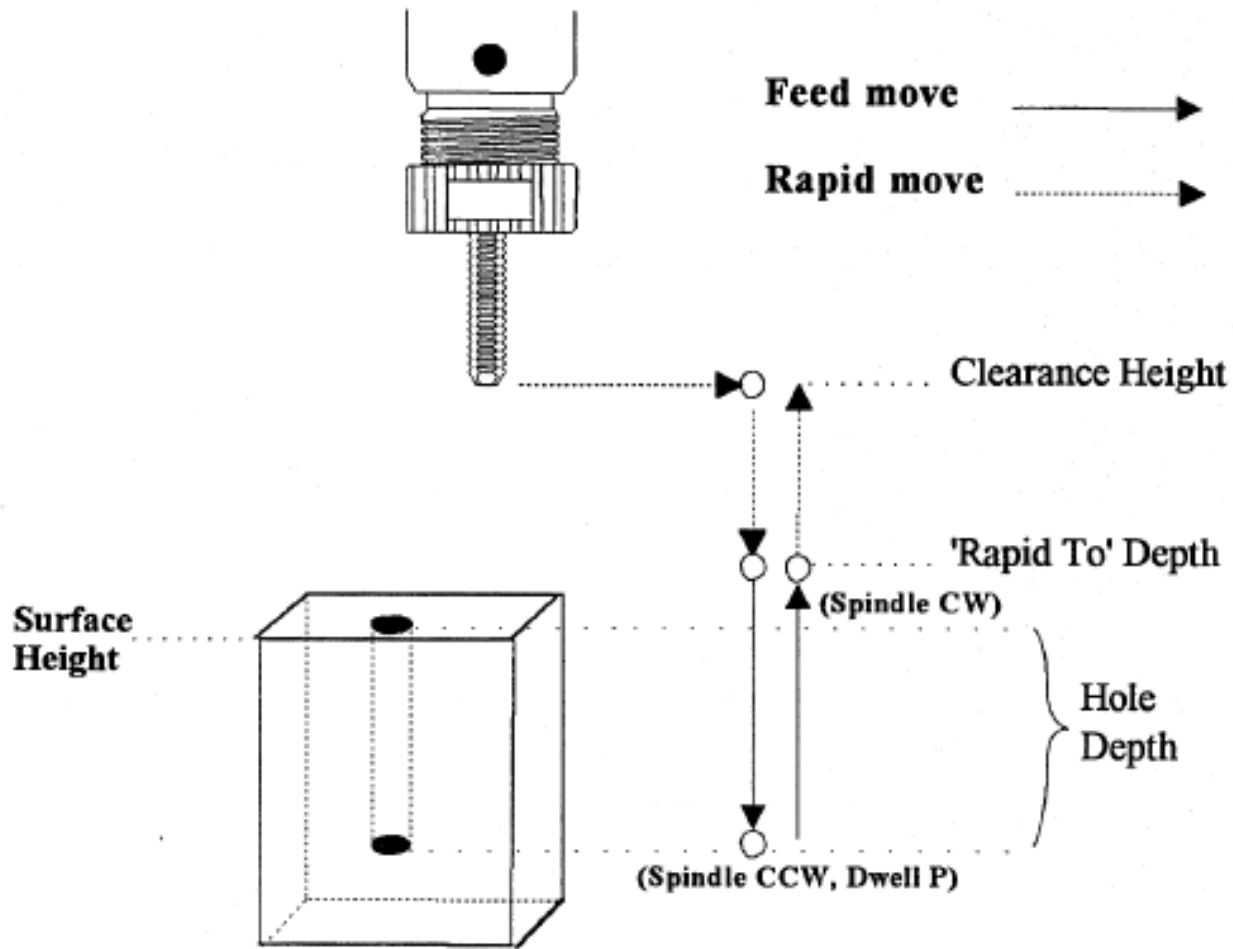 Feed move
Rapid move
Clearance Height
'Rapid To' Depth
(Spindle CW)
Surface
Height
Hole
Depth
(Spindle CCW, Dwell P)